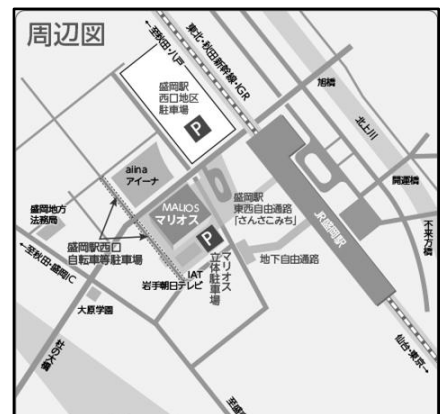 周辺図
←至秋田・八戸
東北・秋田新幹線・IGR
旭橋
盛岡駅
西口地区
駐車場
P
北上川
開運橋
不来方橋
aiina
アイーナ
MALIOS
マリオス
盛岡駅
東西自由通路
「さんさこみち」
JR盛岡駅
盛岡地方
法務局
盛岡駅西口
自転車等駐車場
P
マリオス
立体駐車場
地下自由通路
IAT
岩手朝日テレビ
←至秋田・盛岡IC
大原学園
杜の大橋
仙台・東京→